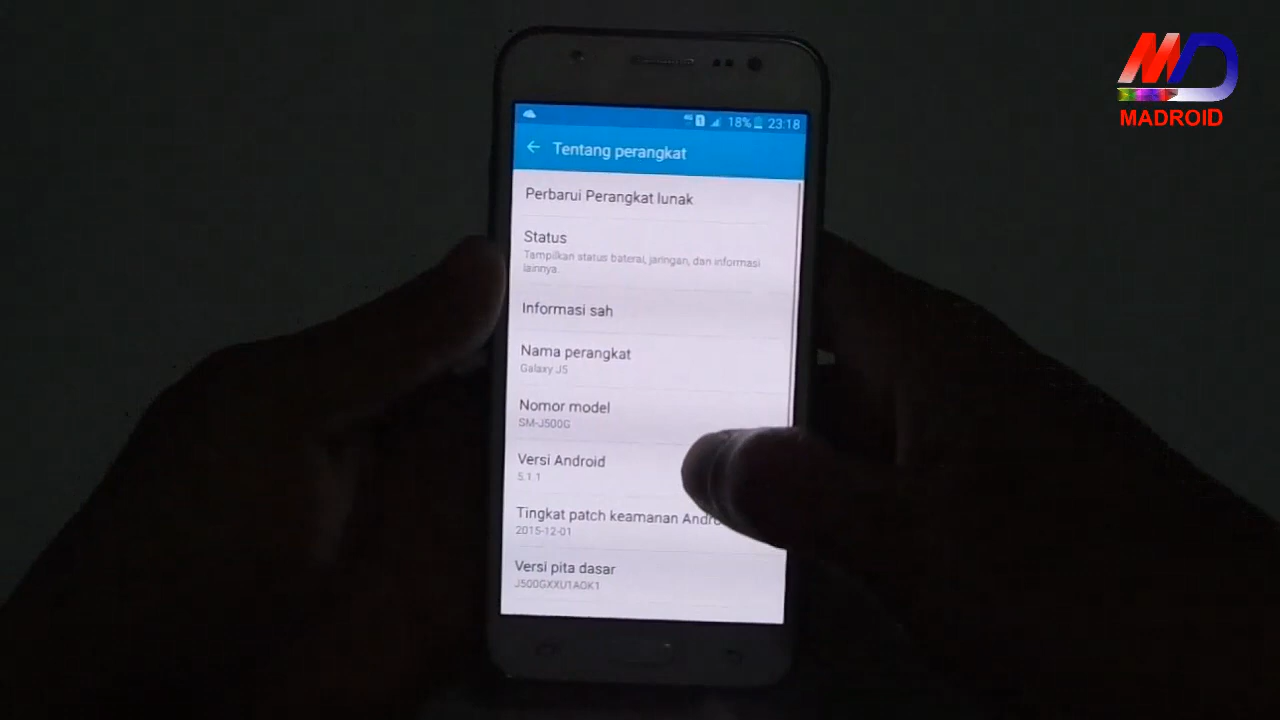 MD
MADROID
1 18% 23:18
Tentang perangkat
Perbarui Perangkat lunak
Status
Tampilkan status baterai, jaringan, dan informasi
lainnya.
Informasi sah
Nama perangkat
Galaxy J5
Nomor model
SM-J500G
Versi Android
5.1.1
Tingkat patch keamanan Andro
2015-12-01
Versi pita dasar
J500GXXU1AOK1